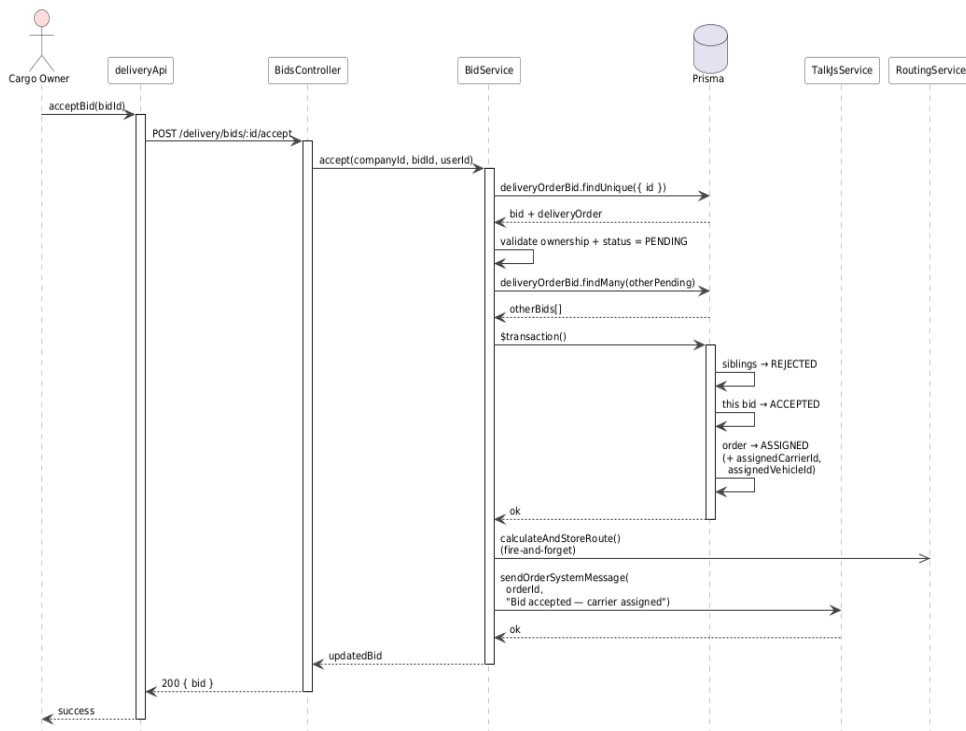 Cargo Owner
deliveryApi
BidsController
BidService
Prisma
TalkJsService
RoutingService
acceptBid(bidId)
POST /delivery/bids/:id/accept
accept(companyId, bidId, userId)
deliveryOrderBid.findUnique({ id })
bid + deliveryOrder
validate ownership + status = PENDING
deliveryOrderBid.findMany(otherPending)
otherBids[]
$transaction()
siblings → REJECTED
this bid → ACCEPTED
order → ASSIGNED
(+ assignedCarrierId,
assignedVehicleId)
ok
calculateAndStoreRoute()
(fire-and-forget)
sendOrderSystemMessage(
orderId,
"Bid accepted — carrier assigned")
ok
updatedBid
200 { bid }
success